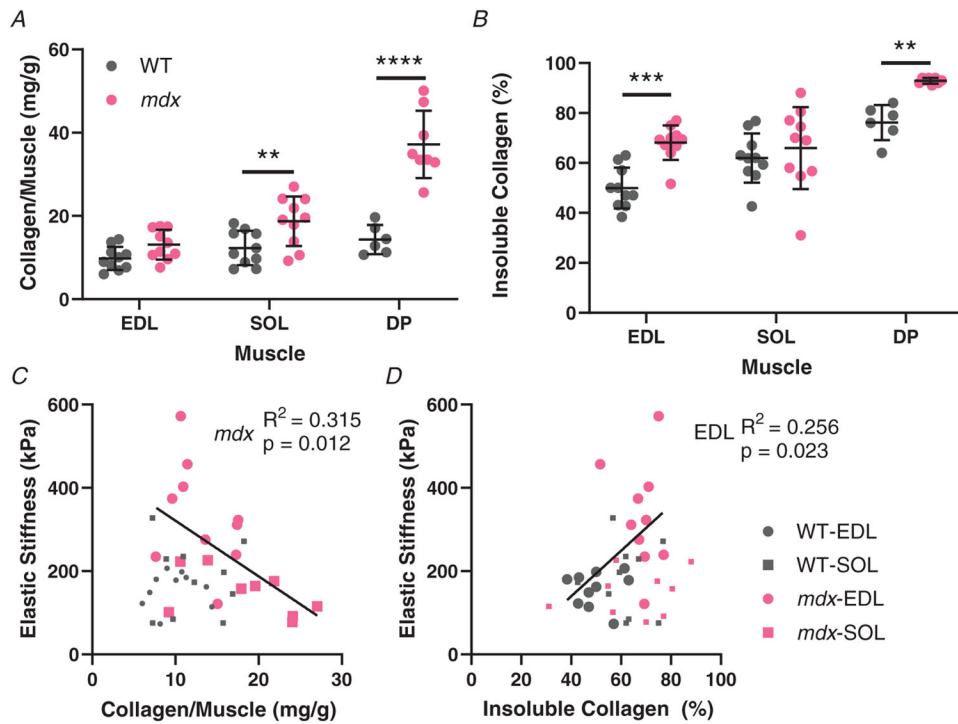 A
B
WT
mdx
****
**
Collagen/Muscle (mg/g)
60
40
20
0
EDL
SOL
DP
Muscle
***
**
Insoluble Collagen (%)
100
80
60
40
20
0
EDL
SOL
DP
Muscle
C
D
mdx
R² = 0.315
p = 0.012
Elastic Stiffness (kPa)
600
400
200
0
0
10
20
30
Collagen/Muscle (mg/g)
EDL
R² = 0.256
p = 0.023
Elastic Stiffness (kPa)
600
400
200
0
20
40
60
80
100
Insoluble Collagen (%)
WT-EDL
WT-SOL
mdx-EDL
mdx-SOL